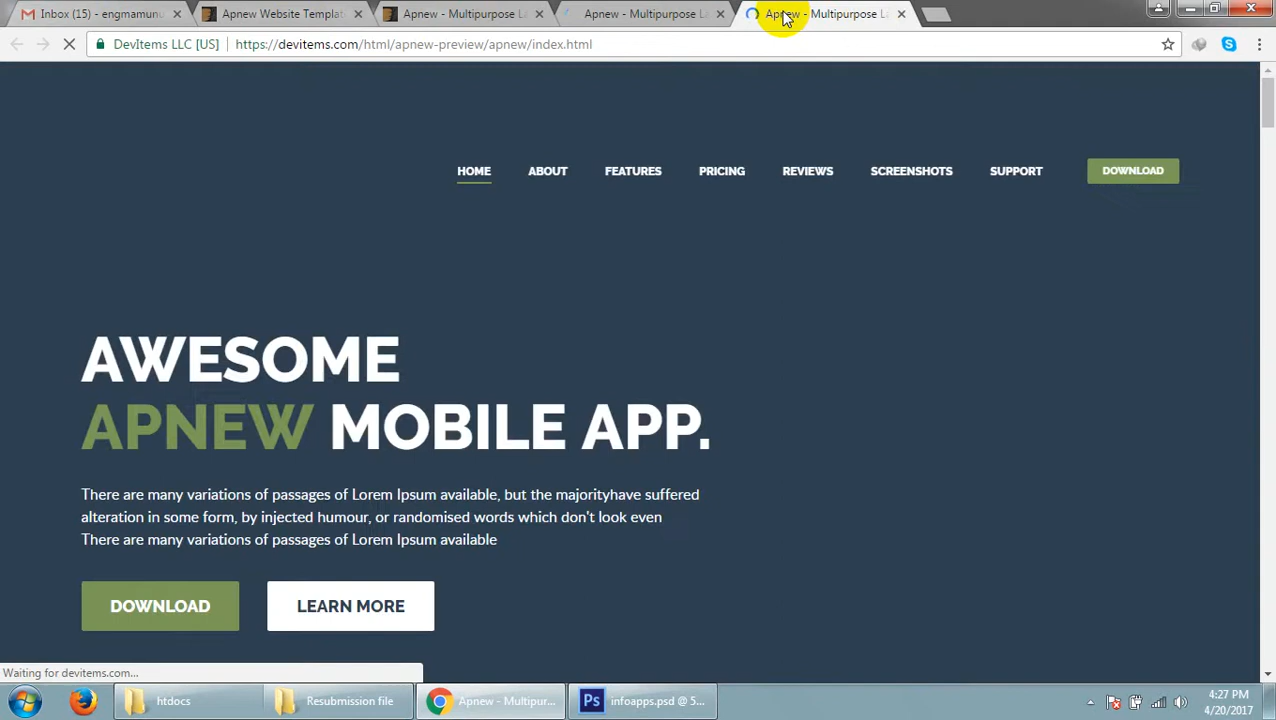 Inbox (15) - engmamun
Apnew Website Templat
Apnew - Multipurpose La
Apnew - Multipurpose La
Apnew - Multipurpose La
DevItems LLC [US]
https://devitems.com/html/apnew-preview/apnew/index.html
HOME ABOUT FEATURES PRICING REVIEWS SCREENSHOTS SUPPORT DOWNLOAD
AWESOME
APNEW MOBILE APP.
There are many variations of passages of Lorem Ipsum available, but the majorityhave suffered
alteration in some form, by injected humour, or randomised words which don't look even
There are many variations of passages of Lorem Ipsum available
DOWNLOAD LEARN MORE
Waiting for devitems.com...
htdocs
Resubmission file
Apnew - Multipur...
Ps
infoapps.psd @ 5...
4:27 PM
4/20/2017